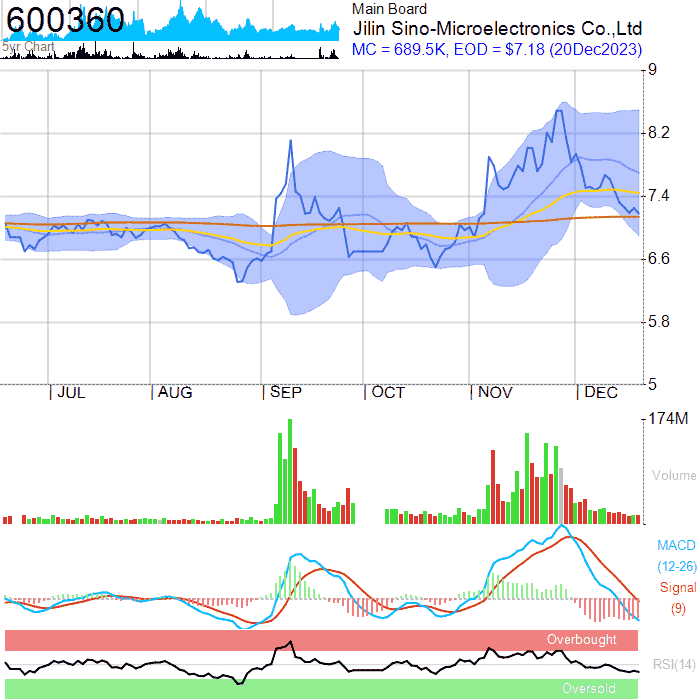 600360
5yr Chart
Main Board
Jilin Sino-Microelectronics Co.,Ltd
MC = 689.5K, EOD = $7.18 (20Dec2023)
9
8.2
7.4
6.6
5.8
5
JUL AUG SEP OCT NOV DEC
174M
Volume
MACD
(12-26)
Signal
(9)
Overbought
RSI(14)
Oversold